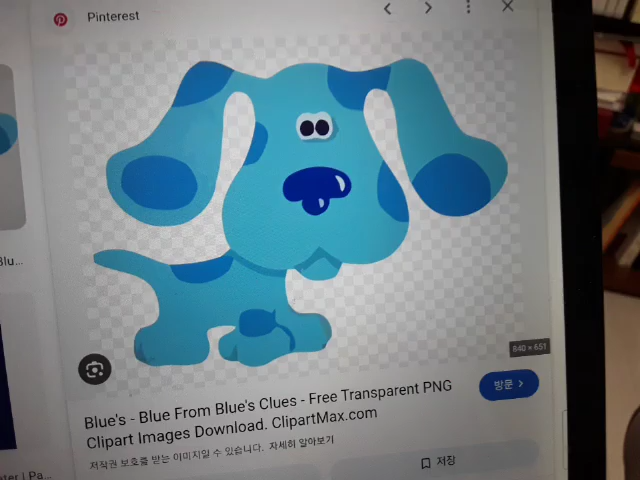 Pinterest
Blu...
840 × 651
Blue's - Blue From Blue's Clues - Free Transparent PNG
Clipart Images Download. ClipartMax.com
방문
저작권 보호를 받는 이미지일 수 있습니다. 자세히 알아보기
ater | Pa...
저장